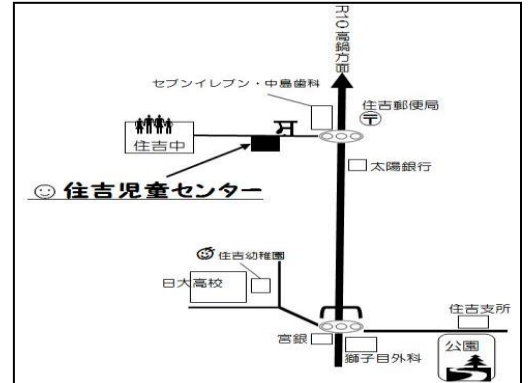 R10 高鍋方面
セブンイレブン・中島歯科
住吉郵便局
〒
住吉中
太陽銀行
住吉児童センター
住吉幼稚園
日大高校
住吉支所
宮銀
獅子目外科
公園